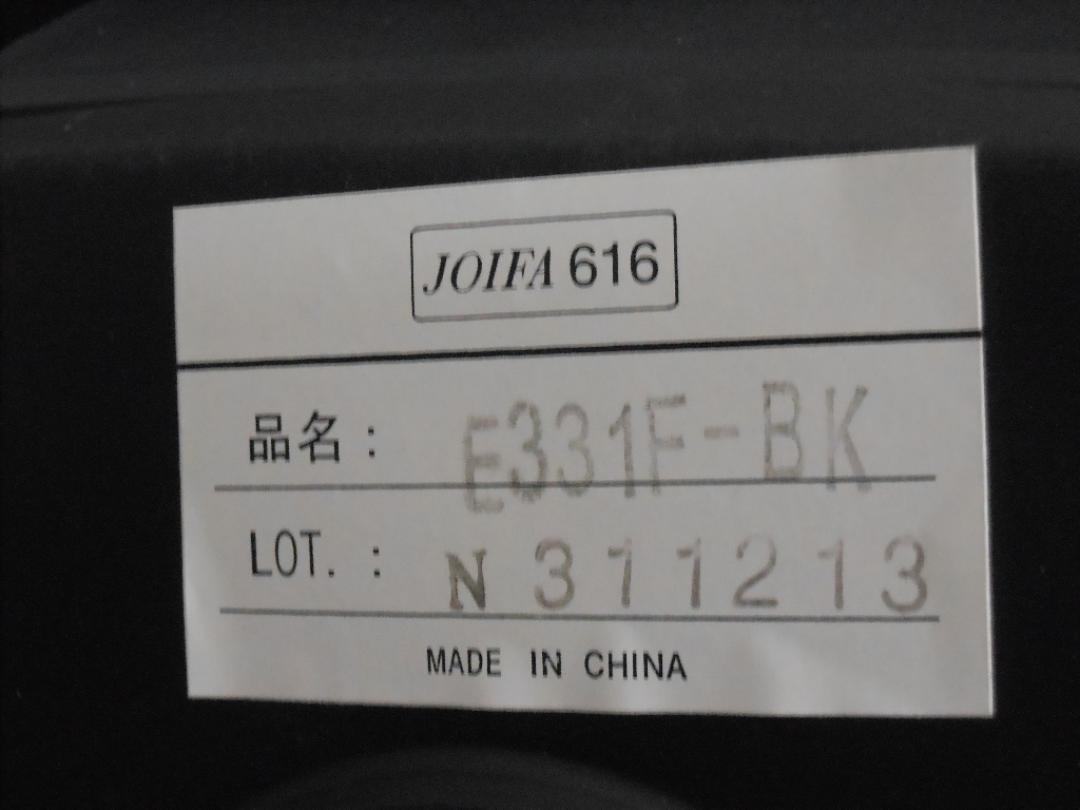 JOIFA 616
品名: E331F-BK
LOT. : N 311213
MADE IN CHINA